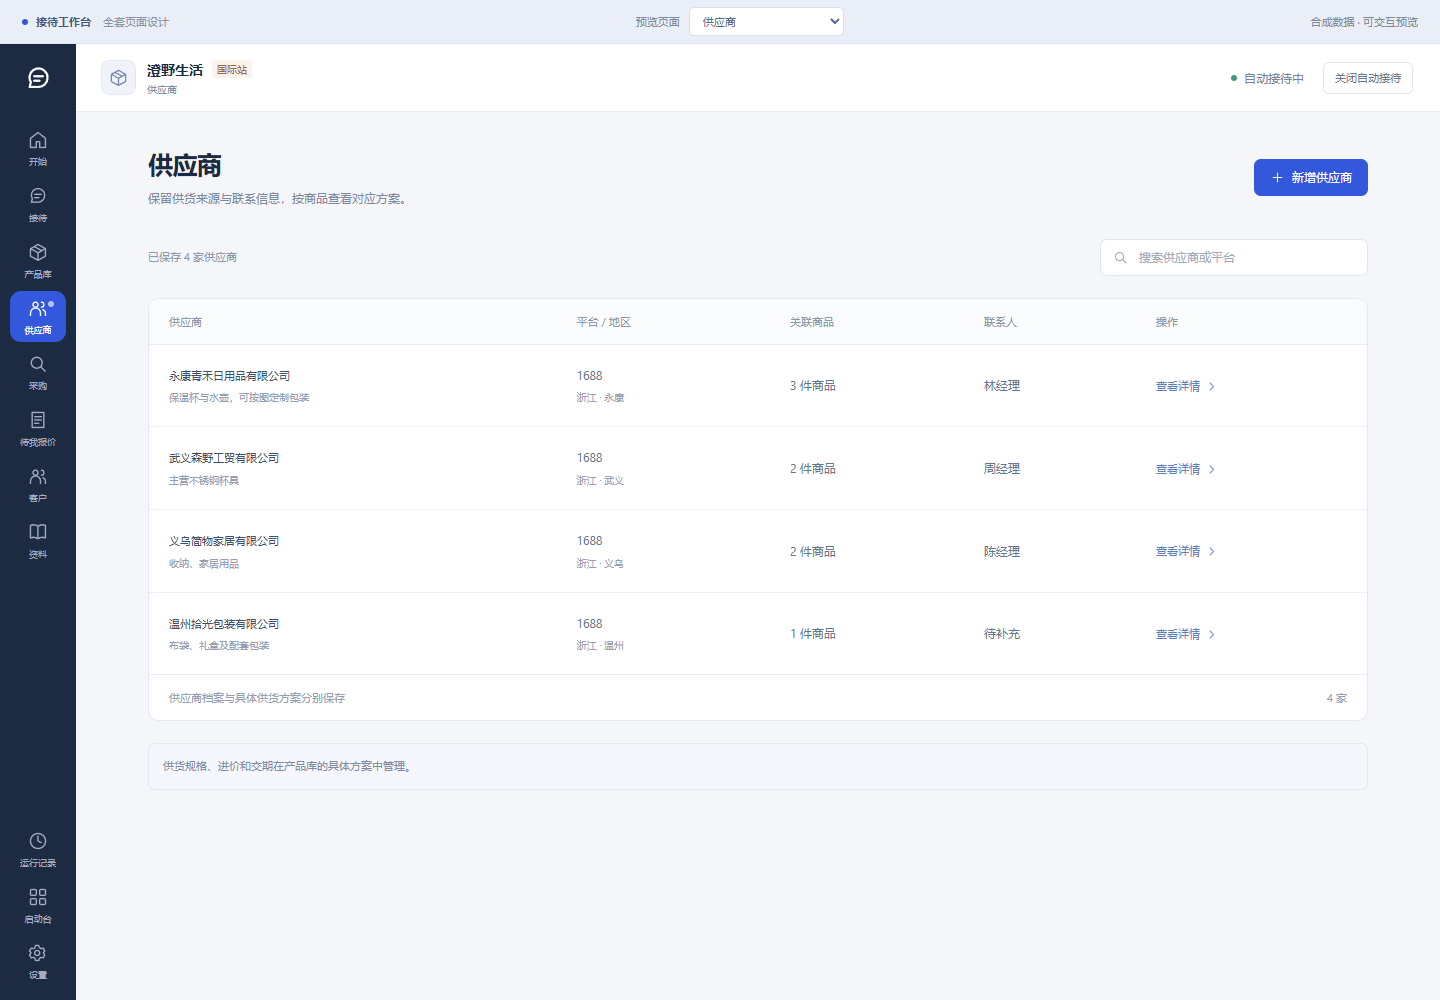 接待工作台 全套页面设计 预览页面 供应商 合成数据 · 可交互预览
澄野生活 国际站
供应商
自动接待中 关闭自动接待
开始
接待
产品库
供应商
采购
待我报价
客户
资料
运行记录
启动台
设置
供应商
保留供货来源与联系信息，按商品查看对应方案。
新增供应商
已保存 4 家供应商
搜索供应商或平台
供应商 平台 / 地区 关联商品 联系人 操作
永康青禾日用品有限公司 1688 3 件商品 林经理 查看详情
保温杯与水壶，可按图定制包装 浙江 · 永康
武义森野工贸有限公司 1688 2 件商品 周经理 查看详情
主营不锈钢杯具 浙江 · 武义
义乌简物家居有限公司 1688 2 件商品 陈经理 查看详情
收纳、家居用品 浙江 · 义乌
温州拾光包装有限公司 1688 1 件商品 待补充 查看详情
布袋、礼盒及配套包装 浙江 · 温州
供应商档案与具体供货方案分别保存 4 家
供货规格、进价和交期在产品库的具体方案中管理。